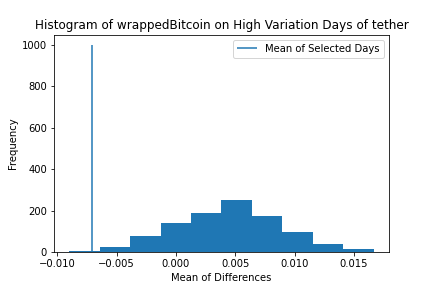 Histogram of wrappedBitcoin on High Variation Days of tether
Mean of Selected Days
Frequency
1000
800
600
400
200
0
−0.010 −0.005 0.000 0.005 0.010 0.015
Mean of Differences